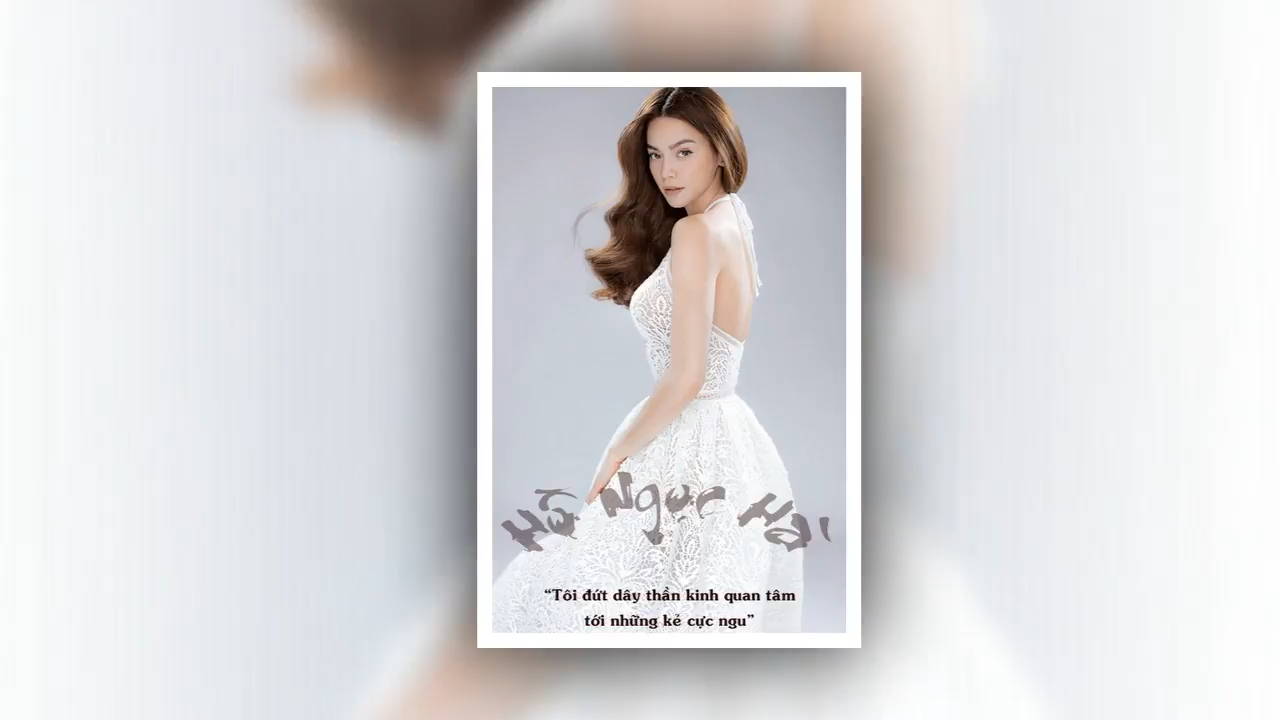 Hồ Ngọc Hà
“Tôi đứt dây thần kinh quan tâm
tới những kẻ cực ngu”